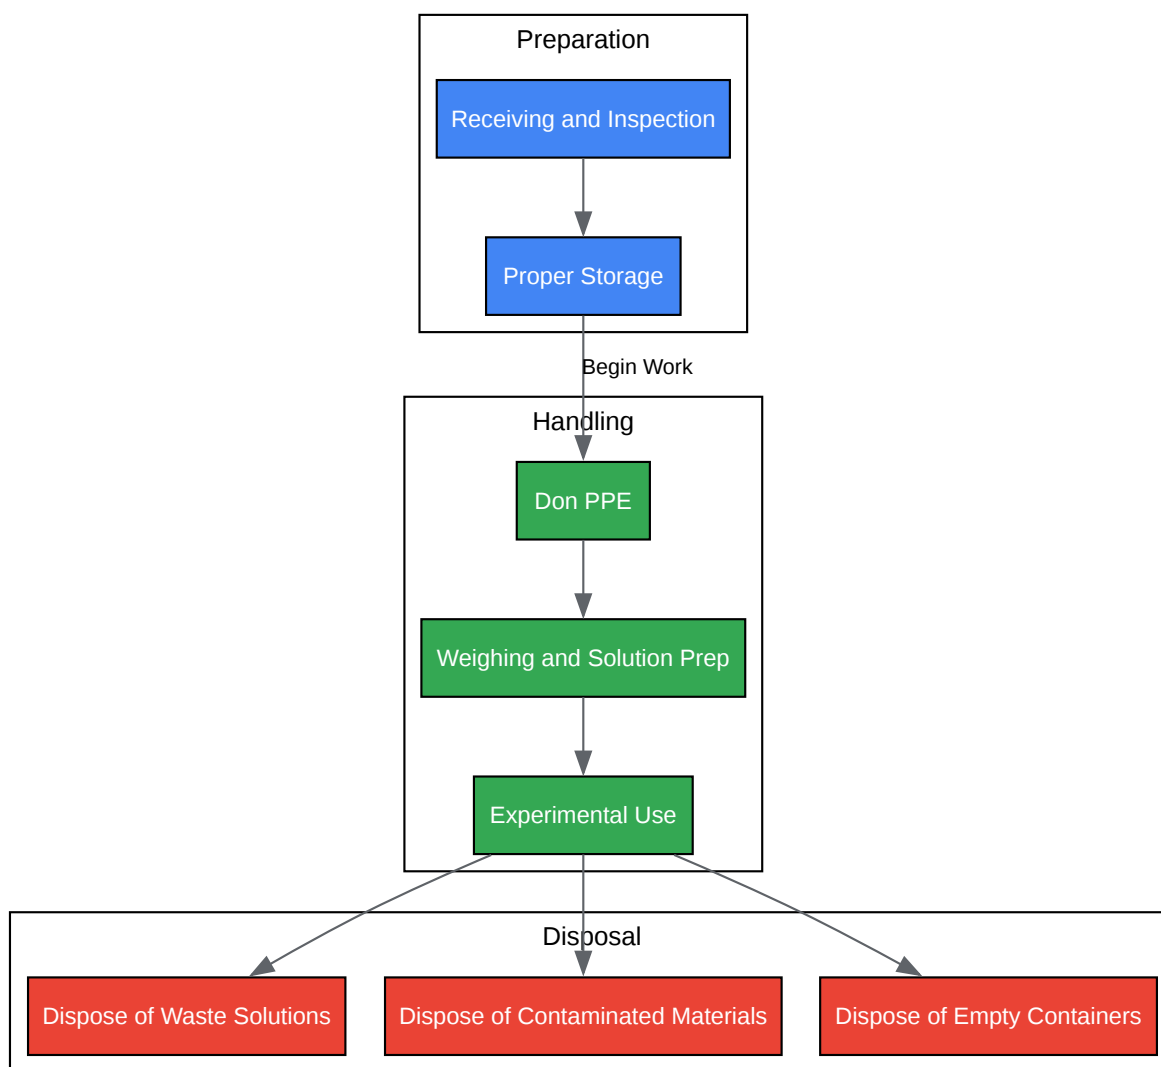 Preparation
Receiving and Inspection
Proper Storage
Begin Work
Handling
Don PPE
Weighing and Solution Prep
Experimental Use
Disposal
Dispose of Waste Solutions
Dispose of Contaminated Materials
Dispose of Empty Containers